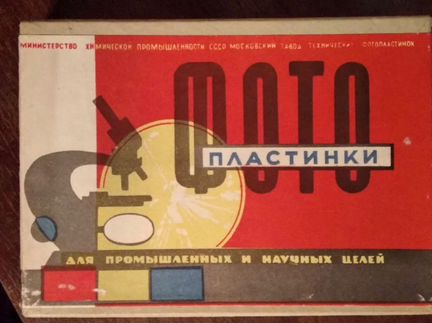 МИНИСТЕРСТВО ХИМИЧЕСКОЙ ПРОМЫШЛЕННОСТИ СССР МОСКОВСКИЙ ЗАВОД ТЕХНИЧЕСКИХ ФОТОПЛАСТИНОК
ФОТО
ПЛАСТИНКИ
ДЛЯ ПРОМЫШЛЕННЫХ И НАУЧНЫХ ЦЕЛЕЙ